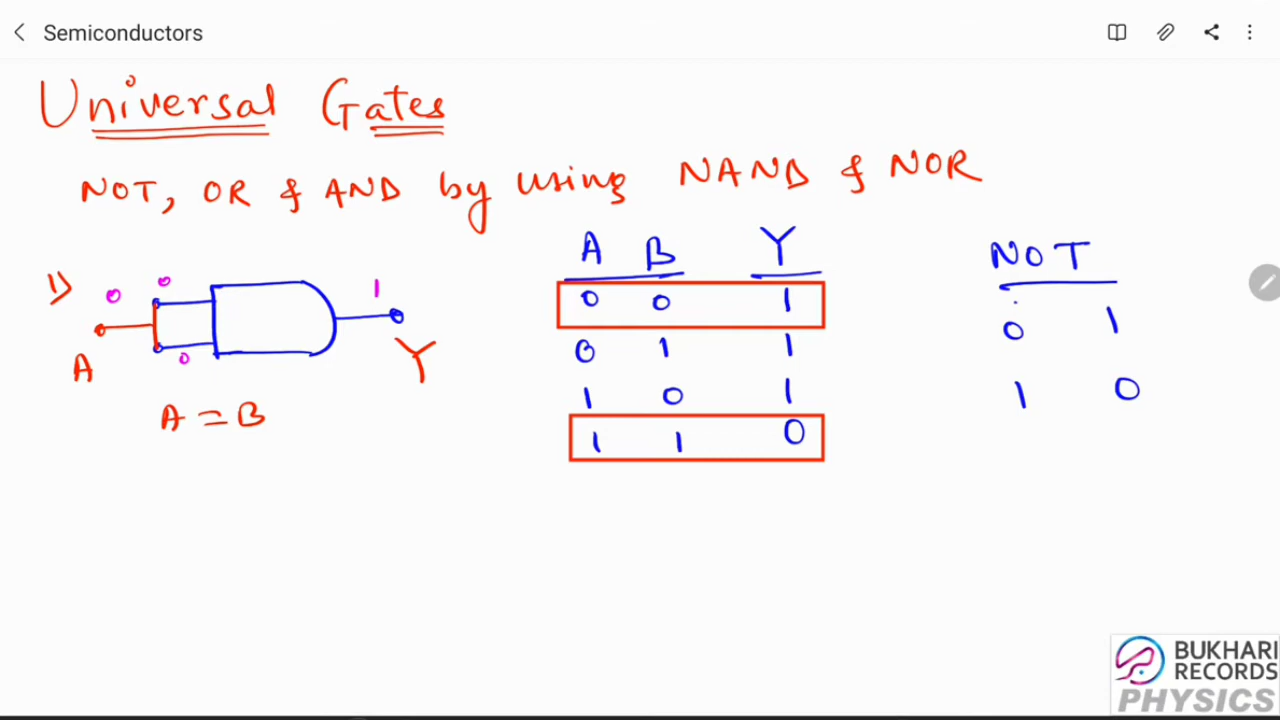 Semiconductors
Universal Gates
NOT, OR & AND by using NAND & NOR
A B Y
NOT
1)
0 0 1
0 0 1
0 1
A 0 Y
0 1 1
1 0 1
1 0
A = B
1 1 0
BUKHARI
RECORDS
PHYSICS